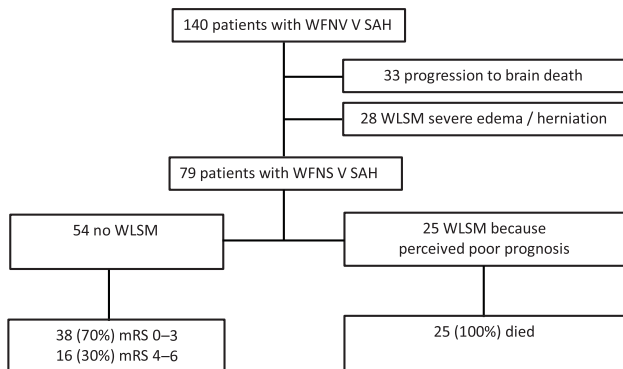 140 patients with WFNV V SAH
33 progression to brain death
28 WLSM severe edema / herniation
79 patients with WFNS V SAH
54 no WLSM
25 WLSM because
perceived poor prognosis
38 (70%) mRS 0–3
16 (30%) mRS 4–6
25 (100%) died